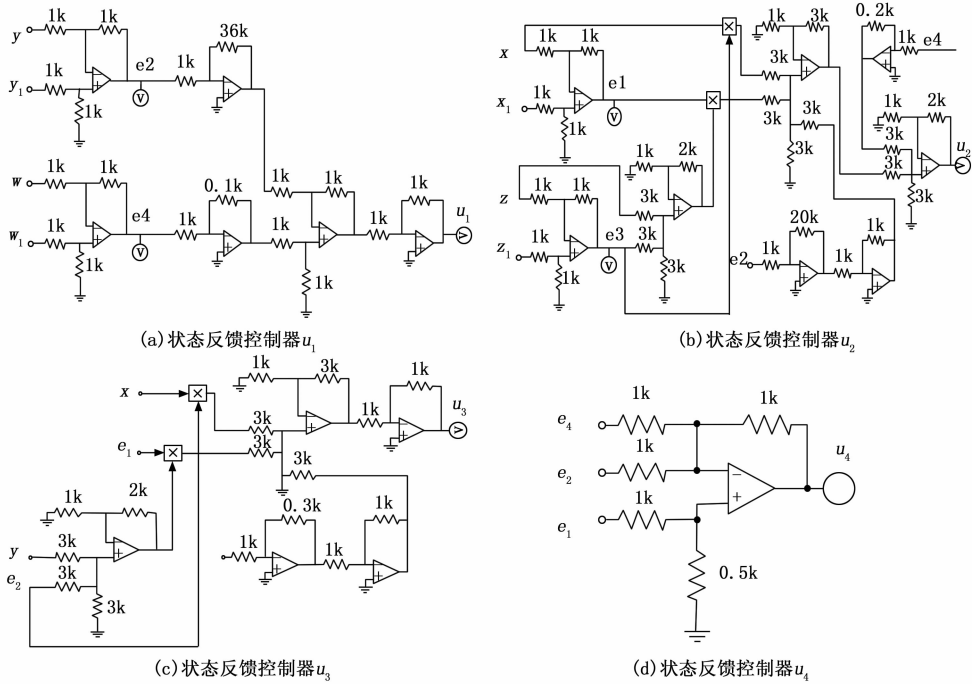 y 1k 1k 36k
y₁ 1k e2 1k 1k
V
w 1k 1k 0.1k 1k 1k 1k u₁
w₁ 1k e4 1k 1k 1k 1k
V V
(a)状态反馈控制器u₁
x 1k 1k 1k 3k 0.2k 1k e4
x₁ 1k e1 1k 3k 3k 3k 3k 1k 2k u₂
V V
z 1k 1k 1k 2k 3k 3k 3k
z₁ 1k e3 1k 3k 3k 3k
V
e2 1k 20k 1k 1k
(b)状态反馈控制器u₂
x 1k 3k 1k u₃
e₁ 3k 3k 1k
V
1k 2k 3k
y 3k 1k 0.3k 1k 1k
e₂ 3k 3k
(c)状态反馈控制器u₃
e₄ 1k 1k u₄
e₂ 1k
e₁ 1k
0.5k
(d)状态反馈控制器u₄